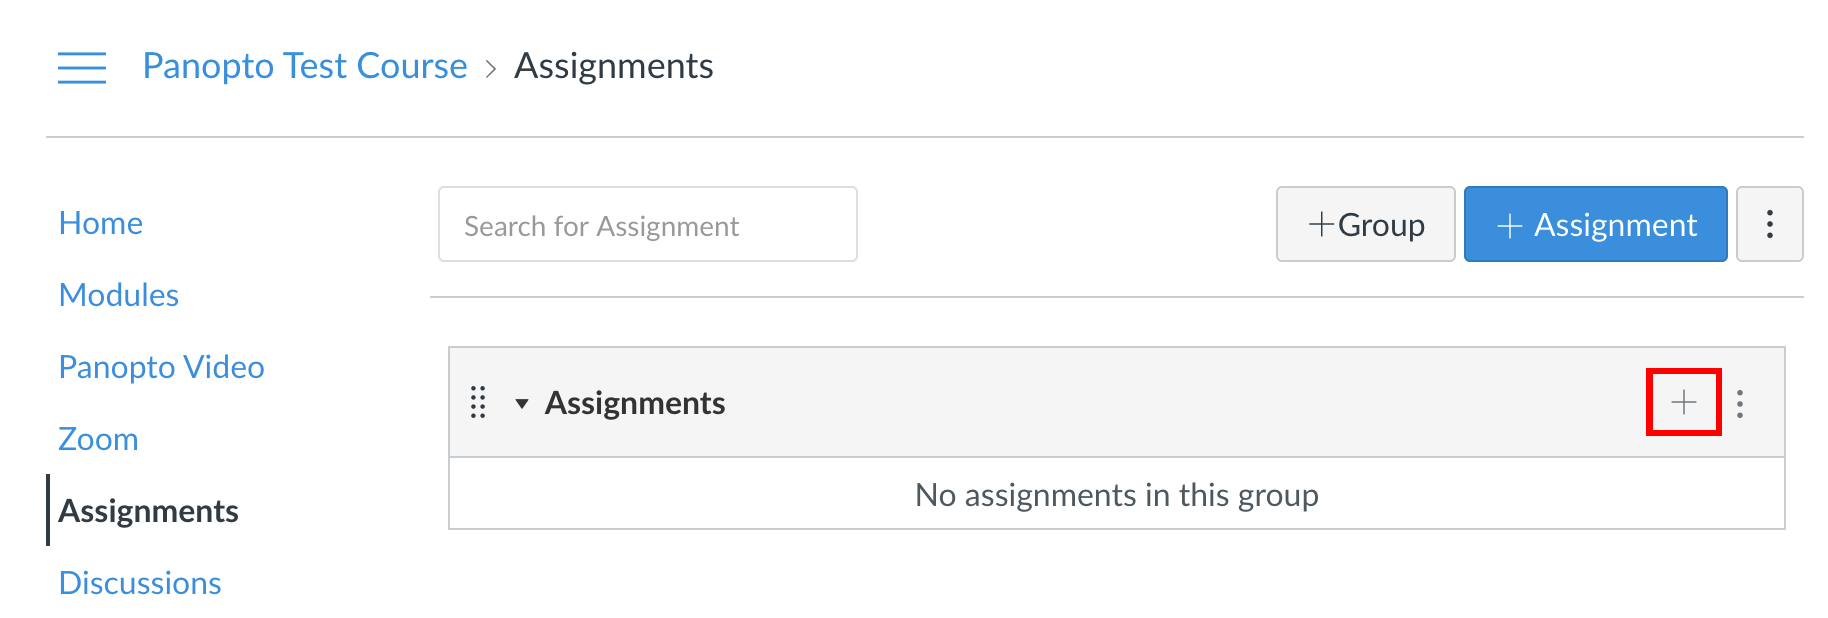 Panopto Test Course > Assignments
Home
Modules
Panopto Video
Zoom
Assignments
Discussions
Search for Assignment
+Group
+ Assignment
Assignments
+
No assignments in this group